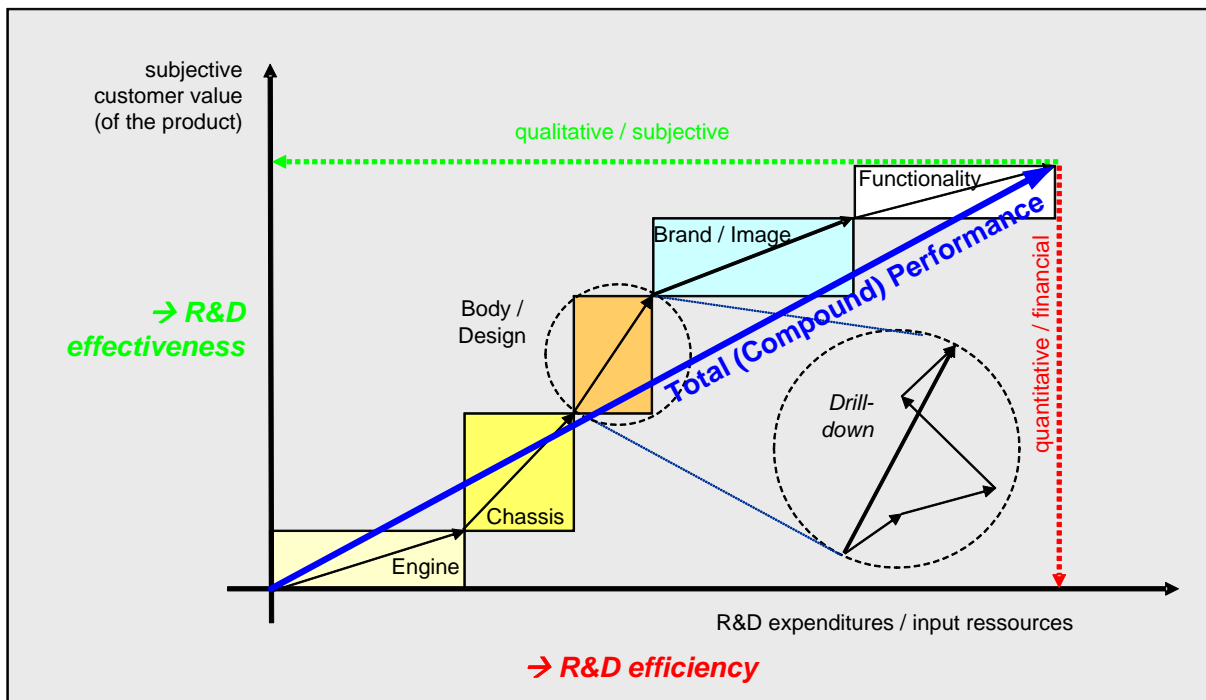 subjective
customer value
(of the product)
qualitative / subjective
Functionality
Brand / Image
Body /
Design
→ R&D
effectiveness
Total (Compound) Performance
quantitative / financial
Drill-
down
Chassis
Engine
R&D expenditures / input ressources
→ R&D efficiency